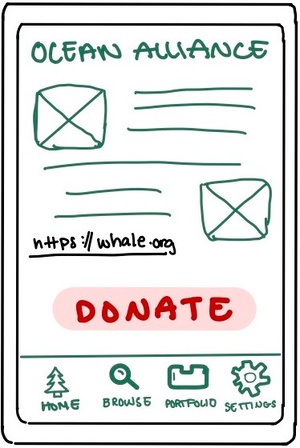 OCEAN ALLIANCE
https://whale.org
DONATE
HOME BROWSE PORTFOLIO SETTINGS